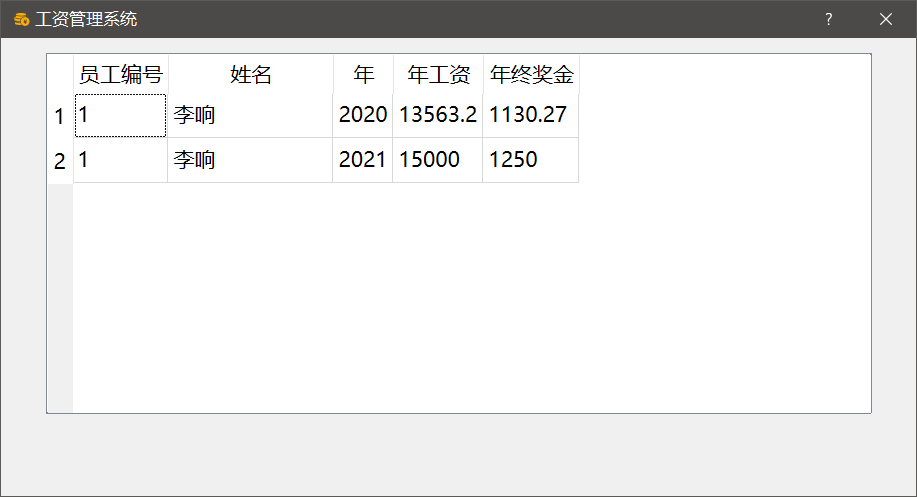 工资管理系统 ?
员工编号 姓名 年 年工资 年终奖金
1 1 李响 2020 13563.2 1130.27
2 1 李响 2021 15000 1250